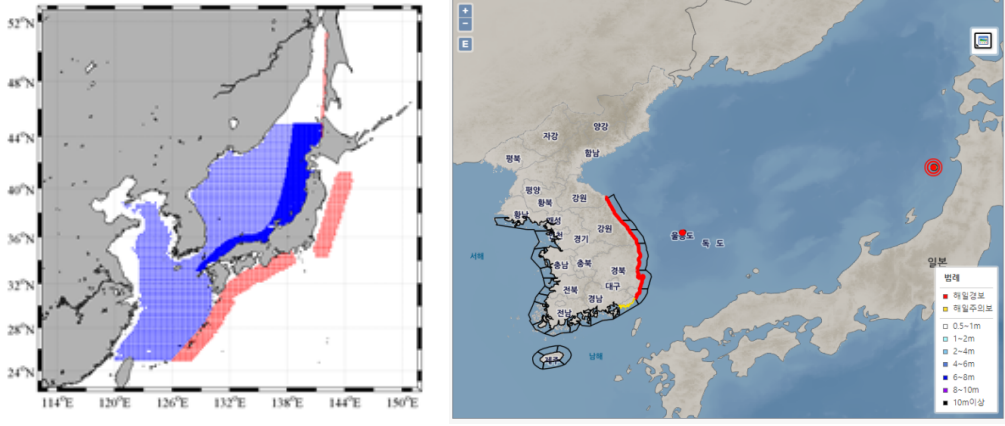 52°N
48°N
44°N
40°N
36°N
32°N
28°N
24°N
114°E
120°E
126°E
132°E
138°E
144°E
150°E
+
−
E
자강
양강
평북
함남
평양
황북
강원
황남
강원
경기
서해
울릉도
독 도
충남
충북
경북
대구
전북
경남
전남
제주
남해
일본
범례
해일경보
해일주의보
0.5~1m
1~2m
2~4m
4~6m
6~8m
8~10m
10m이상